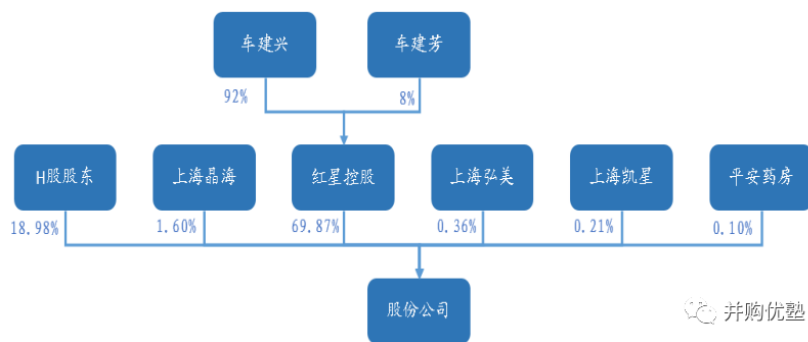 车建兴
车建芳
92%
8%
H股股东
上海晶海
红星控股
上海弘美
上海凯星
平安药房
18.98%
1.60%
69.87%
0.36%
0.21%
0.10%
股份公司
并购优塾